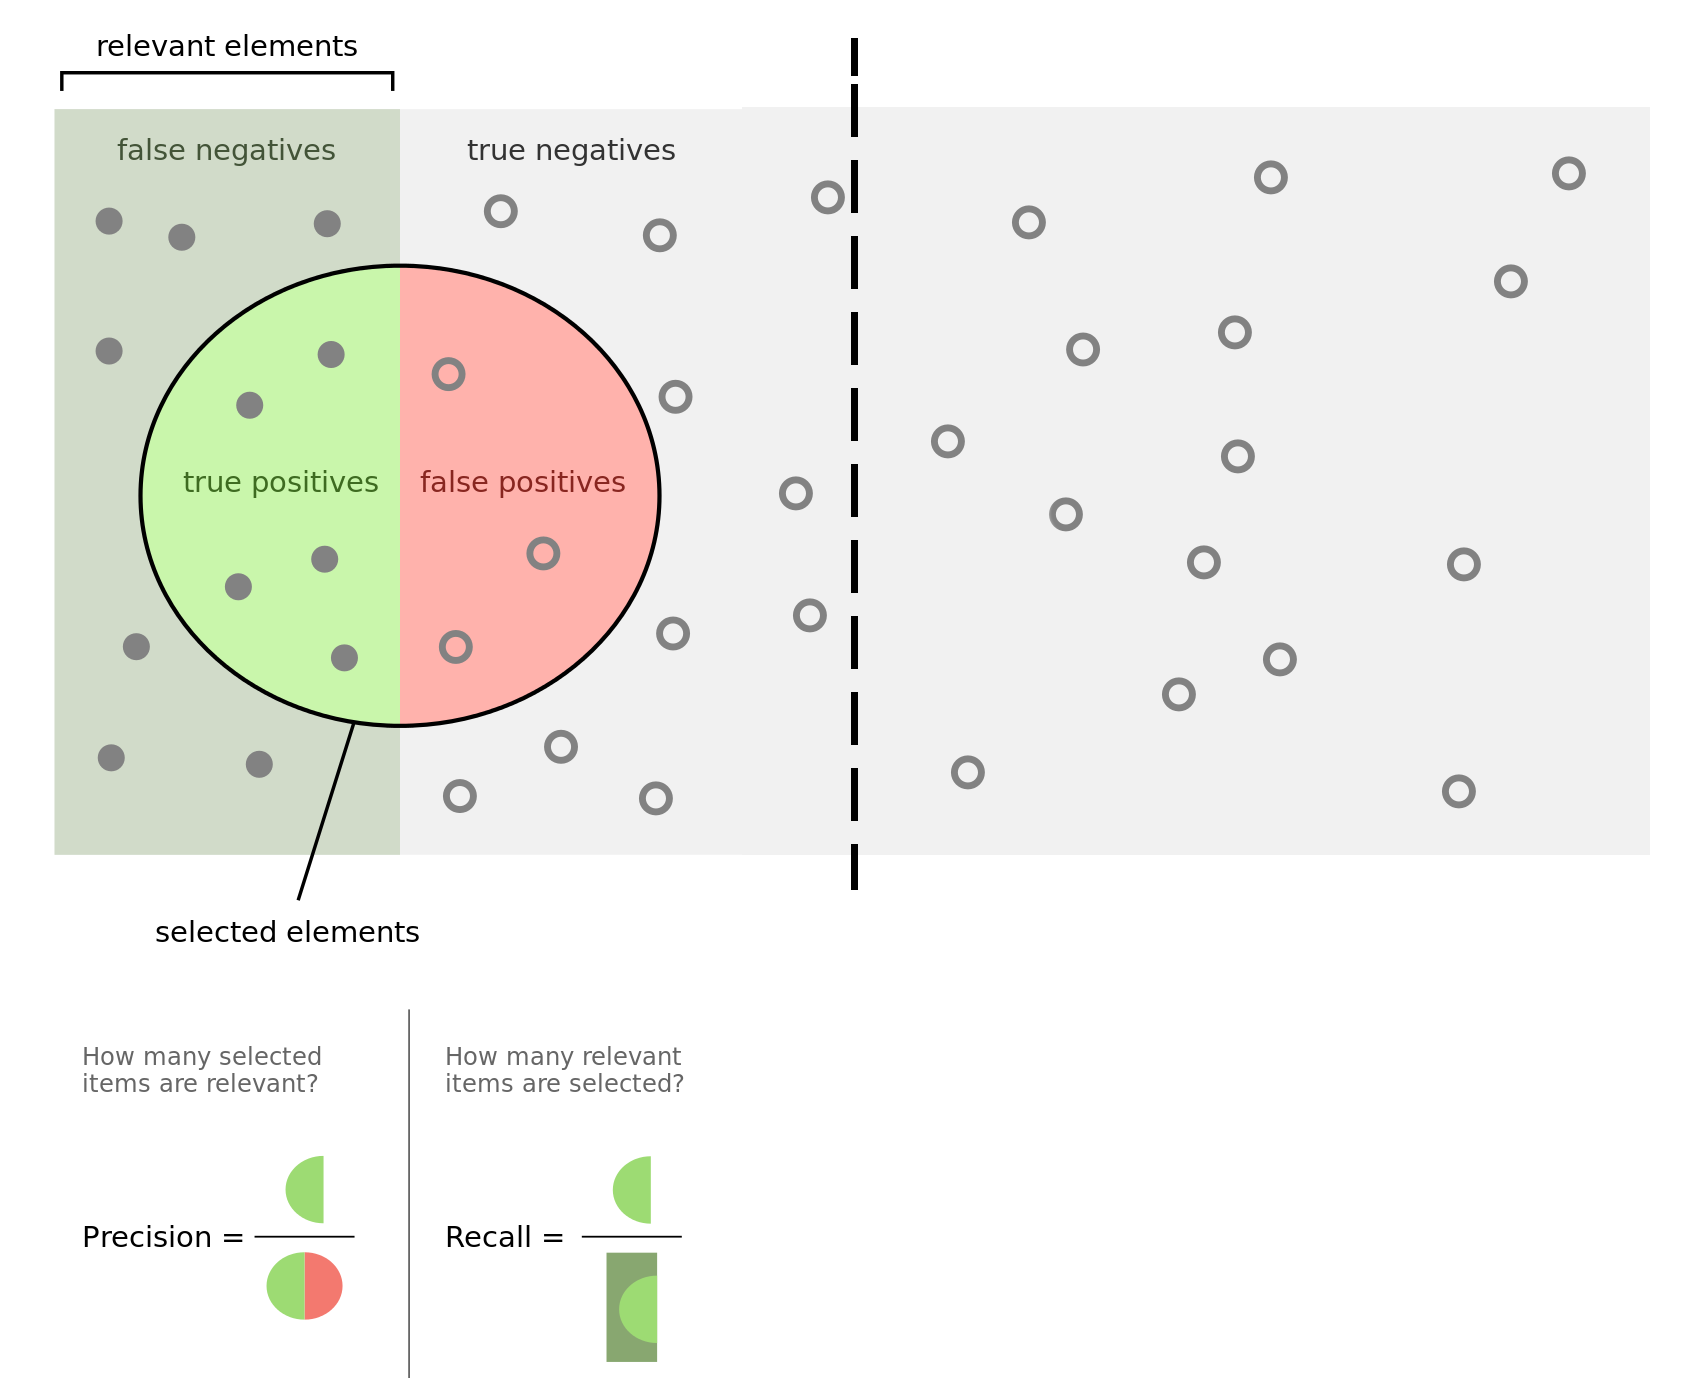 relevant elements
false negatives
true negatives
true positives
false positives
selected elements
How many selected
items are relevant?
How many relevant
items are selected?
Precision =
Recall =